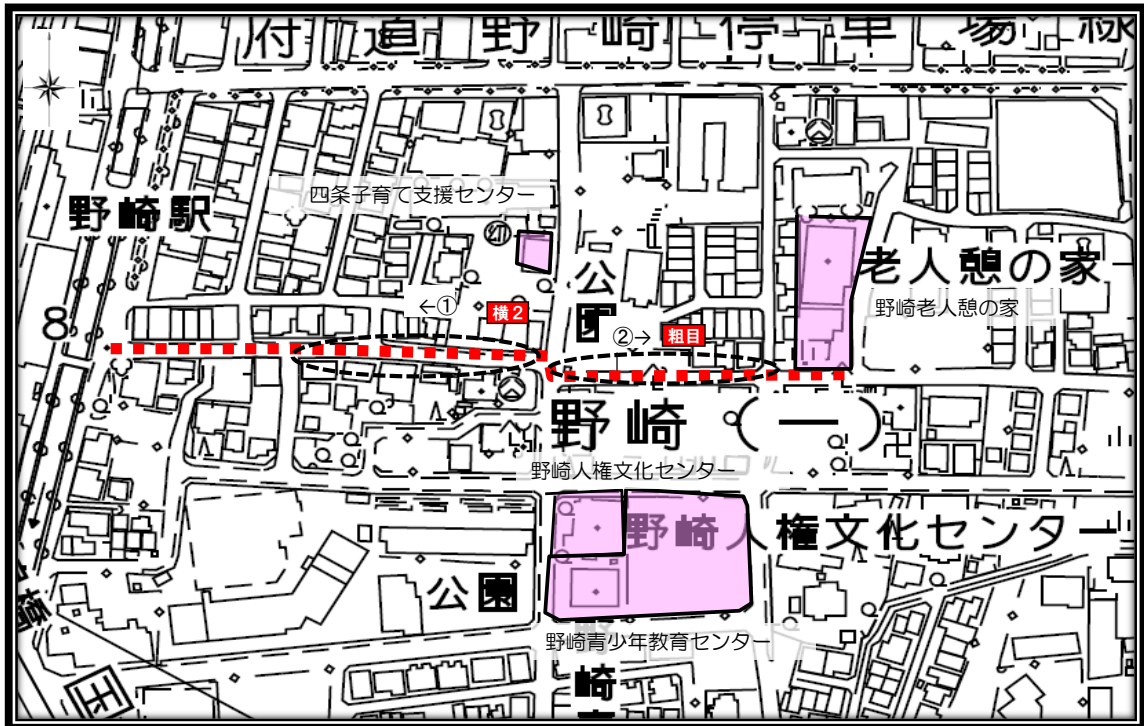 府道野崎停車場線
四条子育て支援センター
野崎駅
幼
公園
老人憩の家
野崎老人憩の家
←①
横2
②→
粗目
8
野崎(一)
野崎人権文化センター
野崎人権文化センター
公園
野崎青少年教育センター
野崎
国